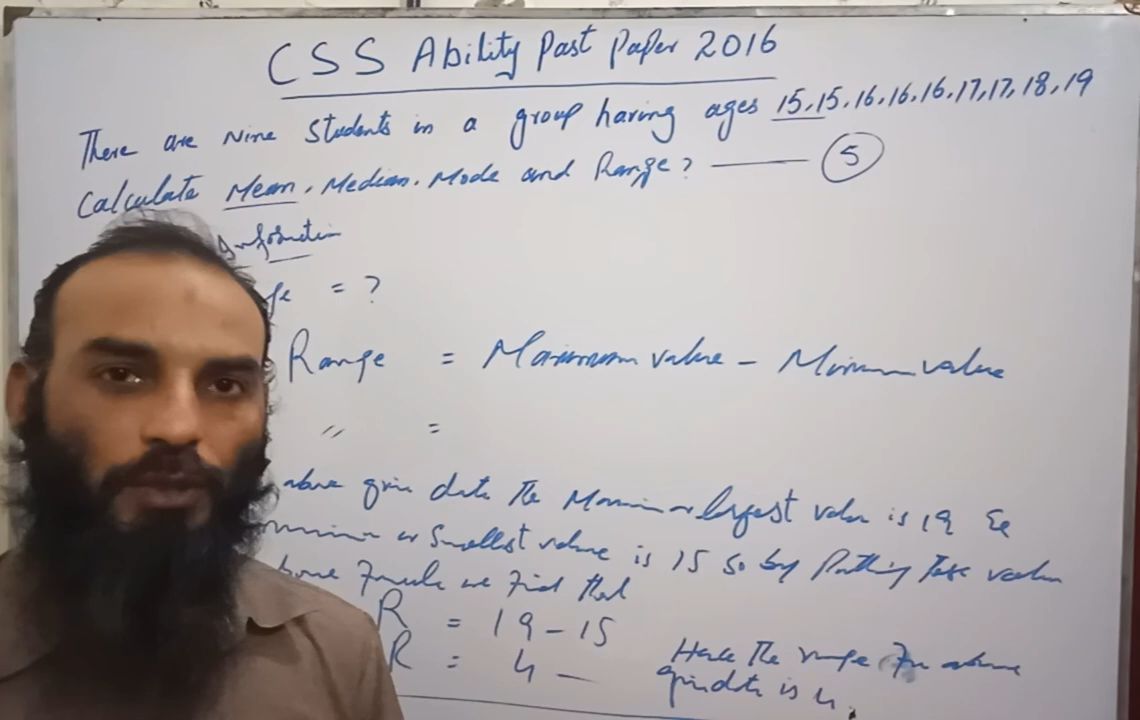 CSS Ability Past Paper 2016
There are Nine Students in a group having ages 15,15,16,16,16,17,17,18,19
Calculate Mean, Median, Mode and Range? — 5
= ?
Range = Maximum value - Minimum value
〃 =
above given data the Maximum or largest value is 19 &
or Smallest value is 15 So by Putting these value
Formula we Find that
R = 19-15
R = 4 — Hence The range For above
given data is 4.